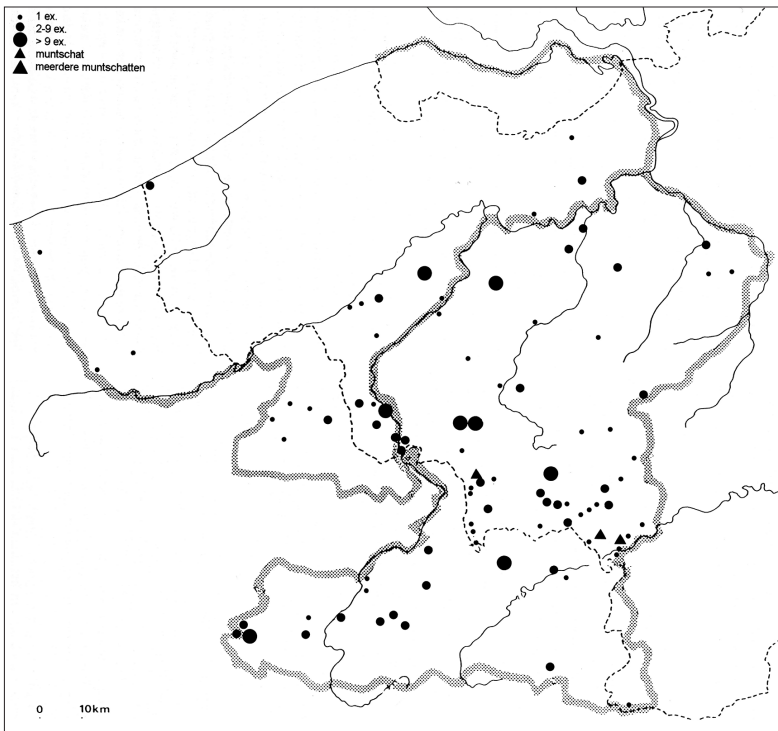 1 ex.
2-9 ex.
> 9 ex.
muntschat
meerdere muntschatten
0 10km